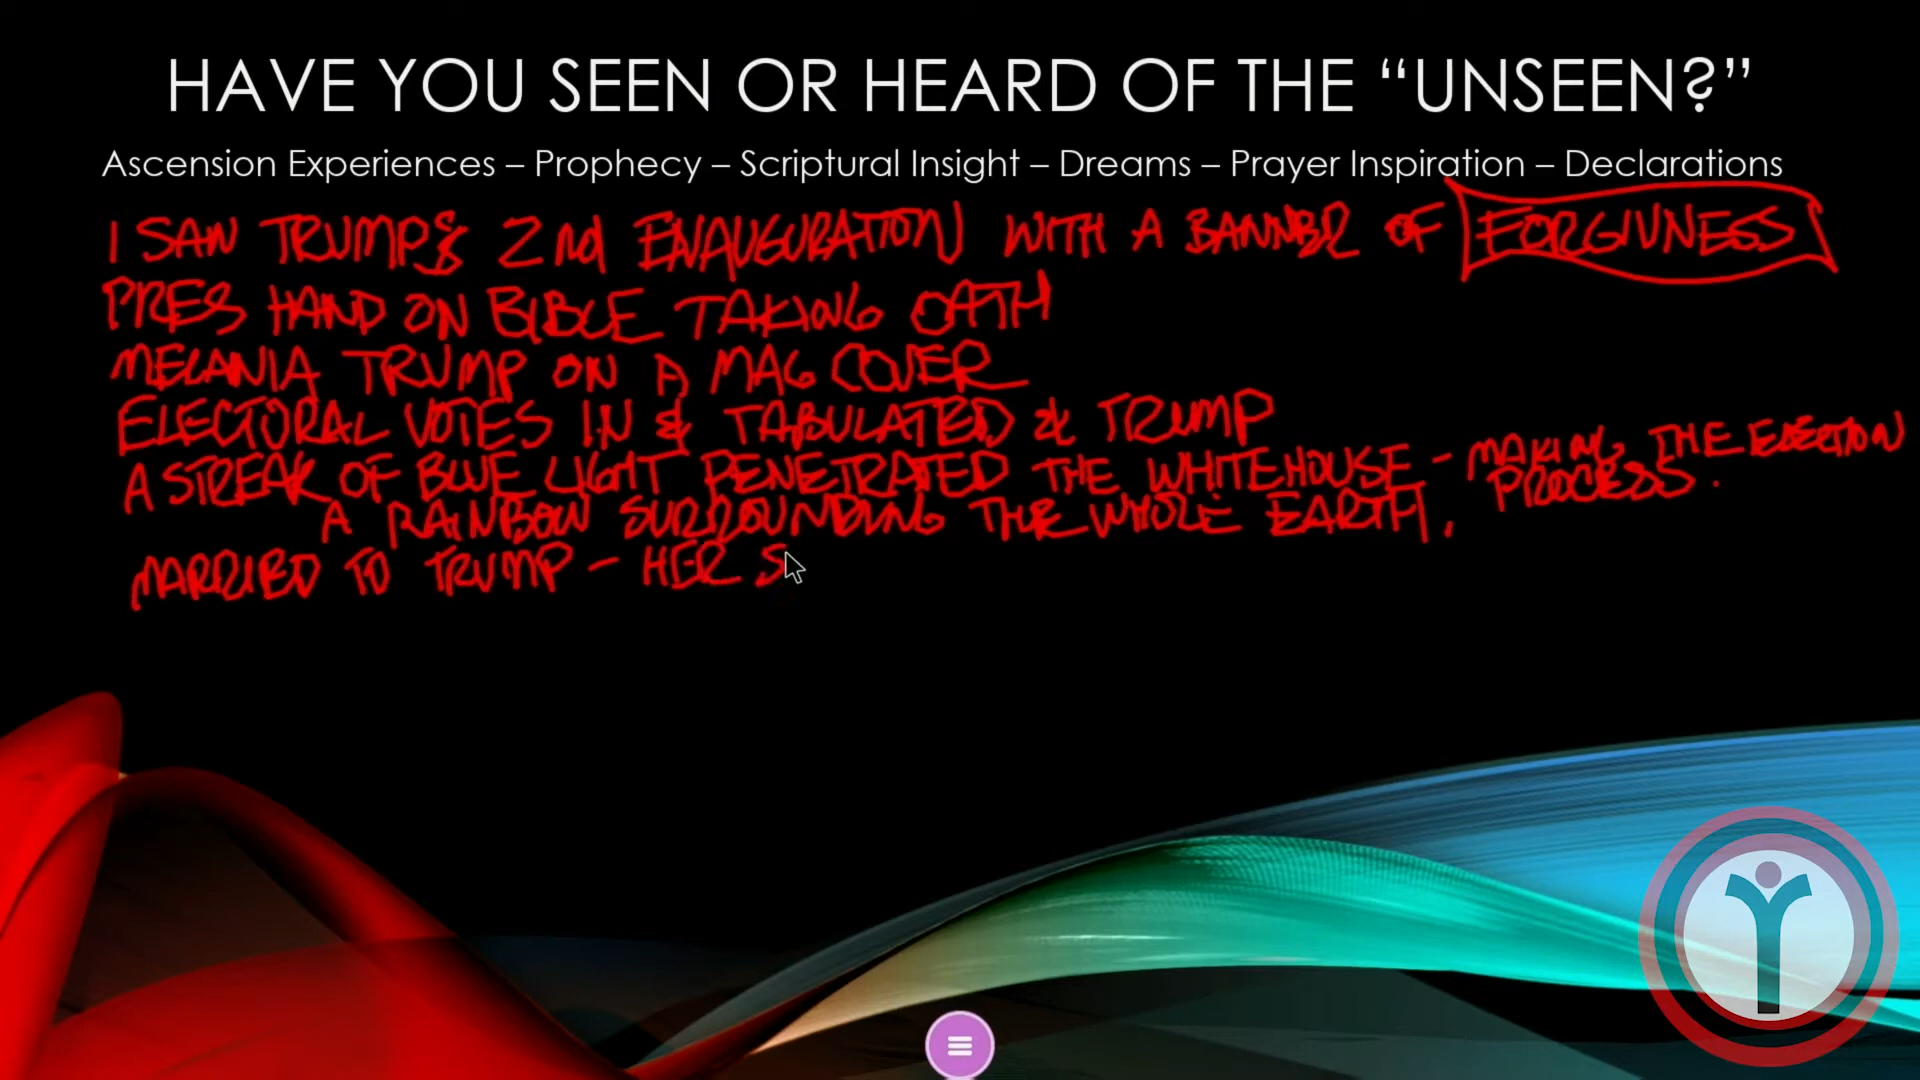 HAVE YOU SEEN OR HEARD OF THE “UNSEEN?”
Ascension Experiences – Prophecy – Scriptural Insight – Dreams – Prayer Inspiration – Declarations
I SAW TRUMP'S 2nd ENAUGURATION WITH A BANNER OF FORGIVNESS
PRES HAND ON BIBLE TAKING OATH
MELANIA TRUMP ON A MAG COVER
ELECTORAL VOTES IN & TABULATED & TRUMP
A STREAK OF BLUE LIGHT PENETRATED THE WHITEHOUSE - MAKING THE EECTION PROCESS.
A RAINBOW SURROUNDING THE WHOLE EARTH.
MARRIED TO TRUMP - HER S